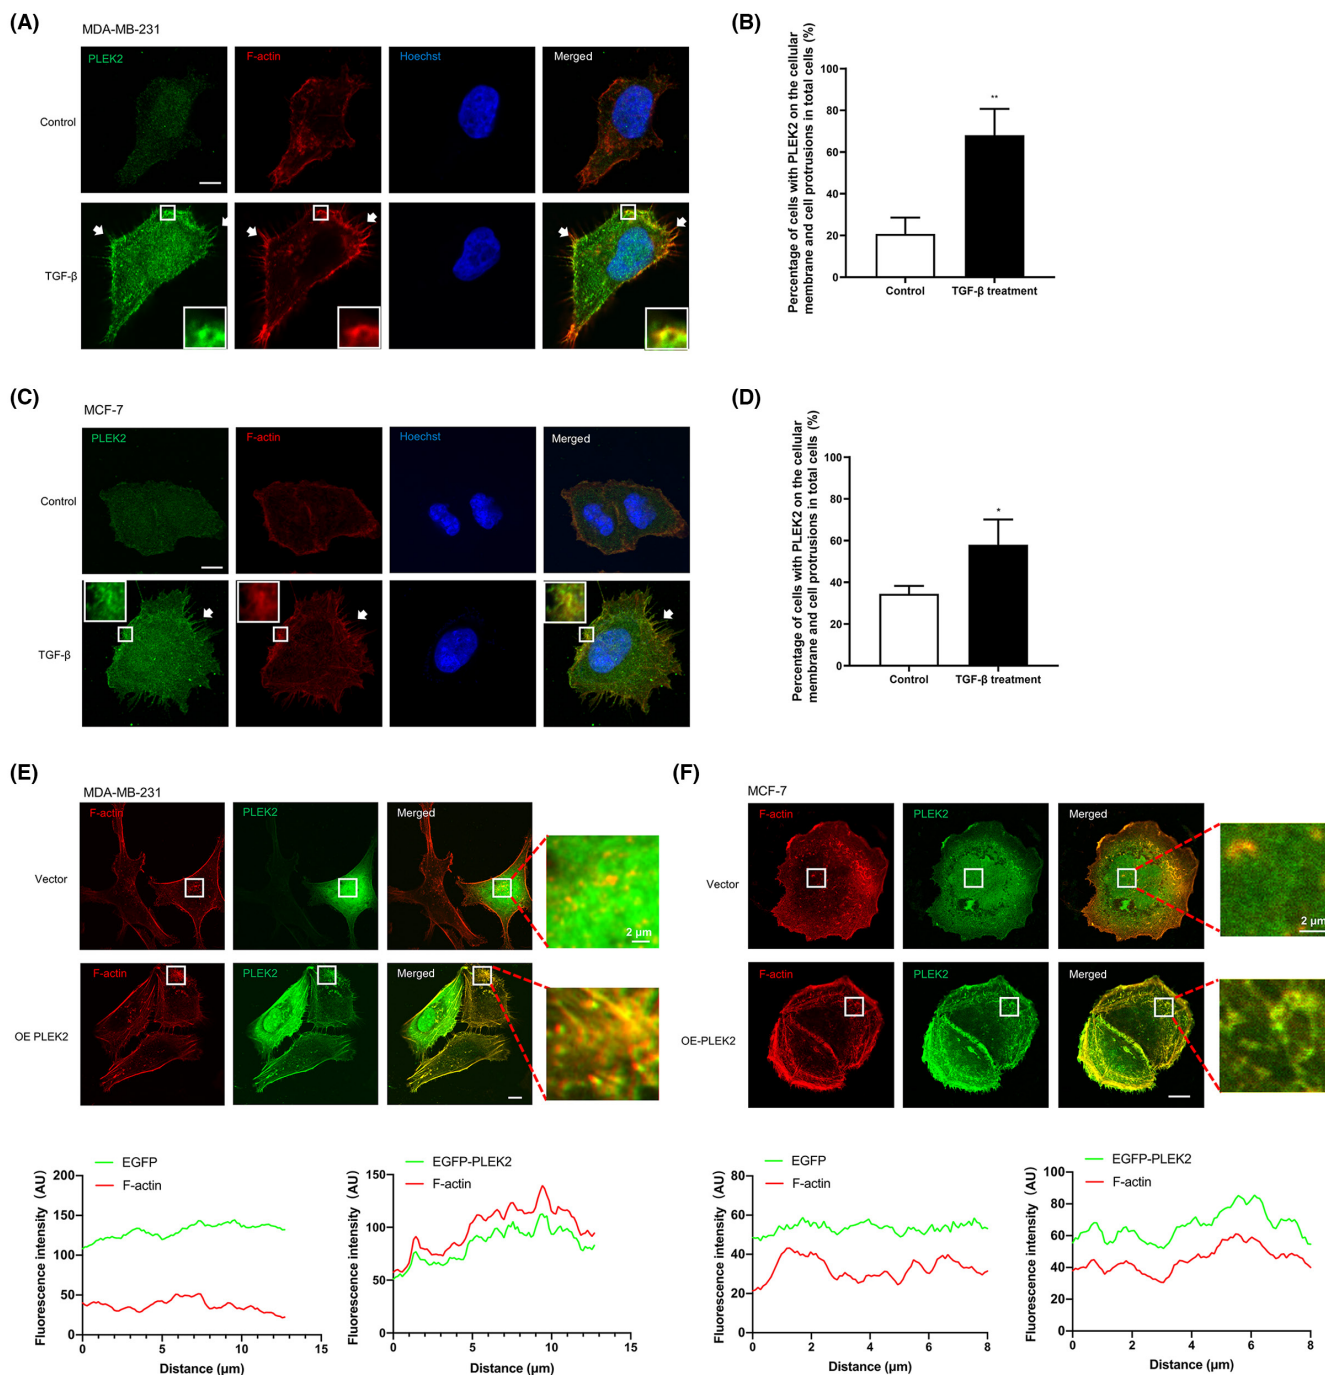 (A)
MDA-MB-231
PLEK2 F-actin Hoechst Merged
Control
TGF-β
(B)
Percentage of cells with PLEK2 on the cellular
membrane and cell protrusions in total cells (%)
100
80
60
40
20
0
**
Control TGF-β treatment
(C)
MCF-7
PLEK2 F-actin Hoechst Merged
Control
TGF-β
(D)
Percentage of cells with PLEK2 on the cellular
membrane and cell protrusions in total cells (%)
100
80
60
40
20
0
*
Control TGF-β treatment
(E)
MDA-MB-231
F-actin PLEK2 Merged
Vector
2 μm
F-actin PLEK2 Merged
OE PLEK2
Fluorescence intensity (AU)
200
150
100
50
0
EGFP
F-actin
0 5 10 15
Distance (μm)
Fluorescence intensity (AU)
150
100
50
0
EGFP-PLEK2
F-actin
0 5 10 15
Distance (μm)
(F)
MCF-7
F-actin PLEK2 Merged
Vector
2 μm
F-actin PLEK2 Merged
OE-PLEK2
Fluorescence intensity (AU)
80
60
40
20
0
EGFP
F-actin
0 2 4 6 8
Distance (μm)
Fluorescence intensity (AU)
100
80
60
40
20
0
EGFP-PLEK2
F-actin
0 2 4 6 8
Distance (μm)